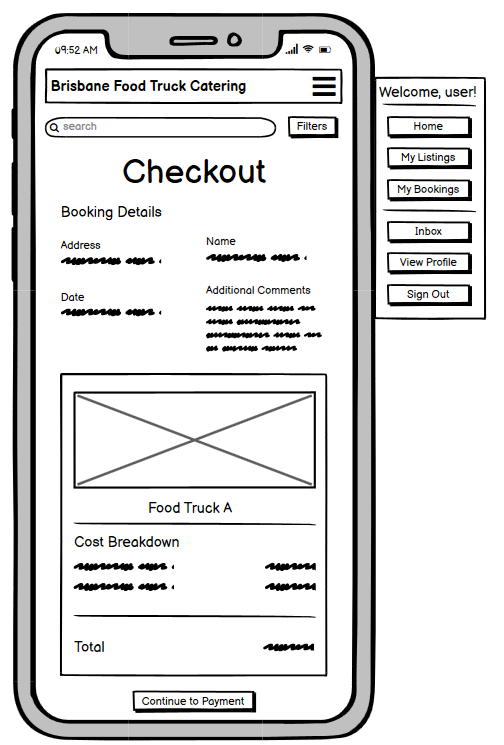 09:52 AM
Brisbane Food Truck Catering
search
Filters
Checkout
Booking Details
Address
Name
Date
Additional Comments
Food Truck A
Cost Breakdown
Total
Continue to Payment
Welcome, user!
Home
My Listings
My Bookings
Inbox
View Profile
Sign Out